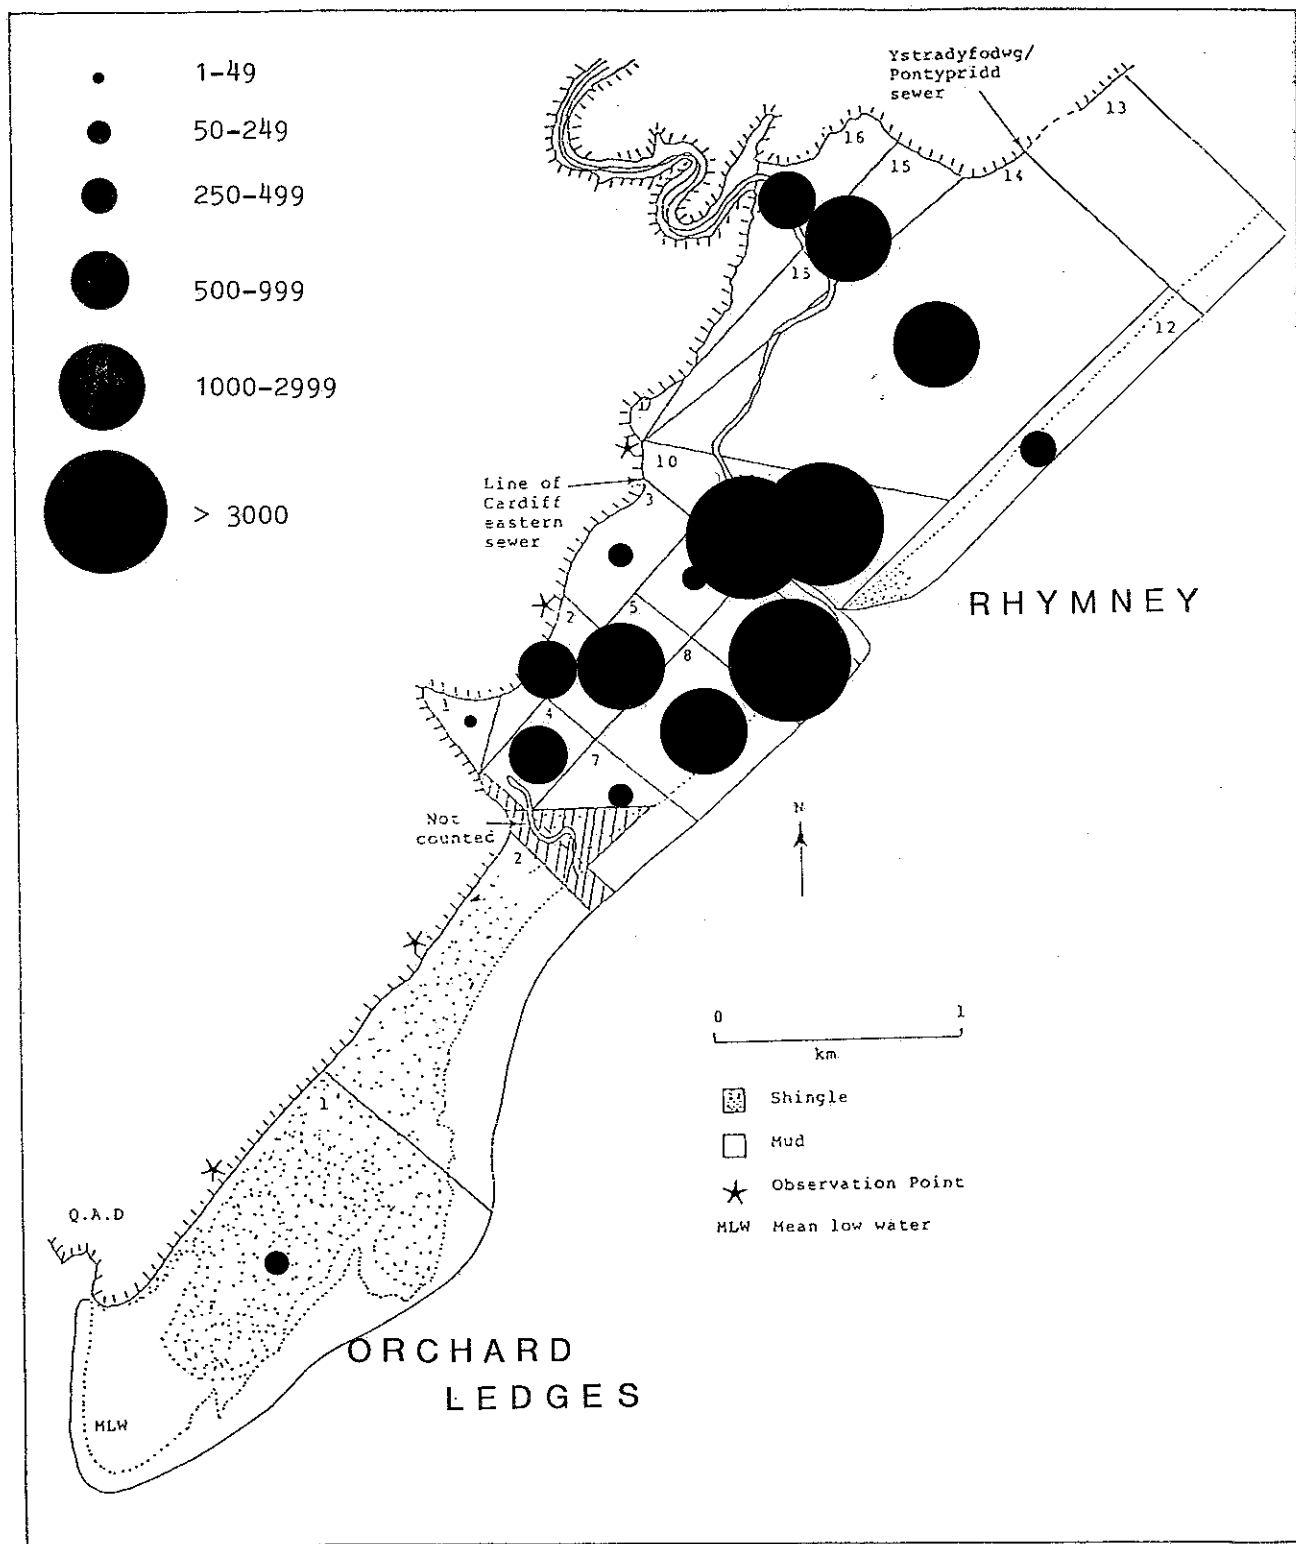 1-49
50-249
250-499
500-999
1000-2999
> 3000
Ystradyfodwg/
Pontypridd
sewer
13
16
15
14
15
12
10
3
Line of
Cardiff
eastern
sewer
RHYMNEY
2
5
8
1
4
7
Not
counted
2
N
0 1
km
Shingle
Mud
Observation Point
MLW Mean low water
1
Q.A.D
ORCHARD
LEDGES
MLW